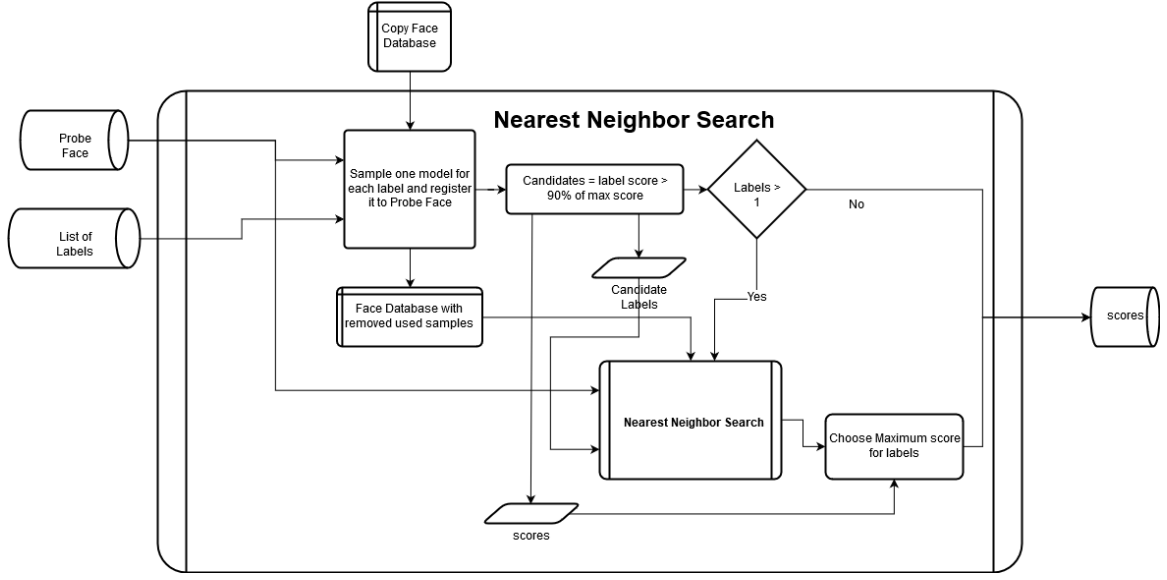 Copy Face
Database
Nearest Neighbor Search
Probe
Face
Sample one model for
each label and register
it to Probe Face
Candidates = label score >
90% of max score
Labels >
1
No
List of
Labels
Candidate
Labels
Yes
Face Database with
removed used samples
scores
Nearest Neighbor Search
Choose Maximum score
for labels
scores